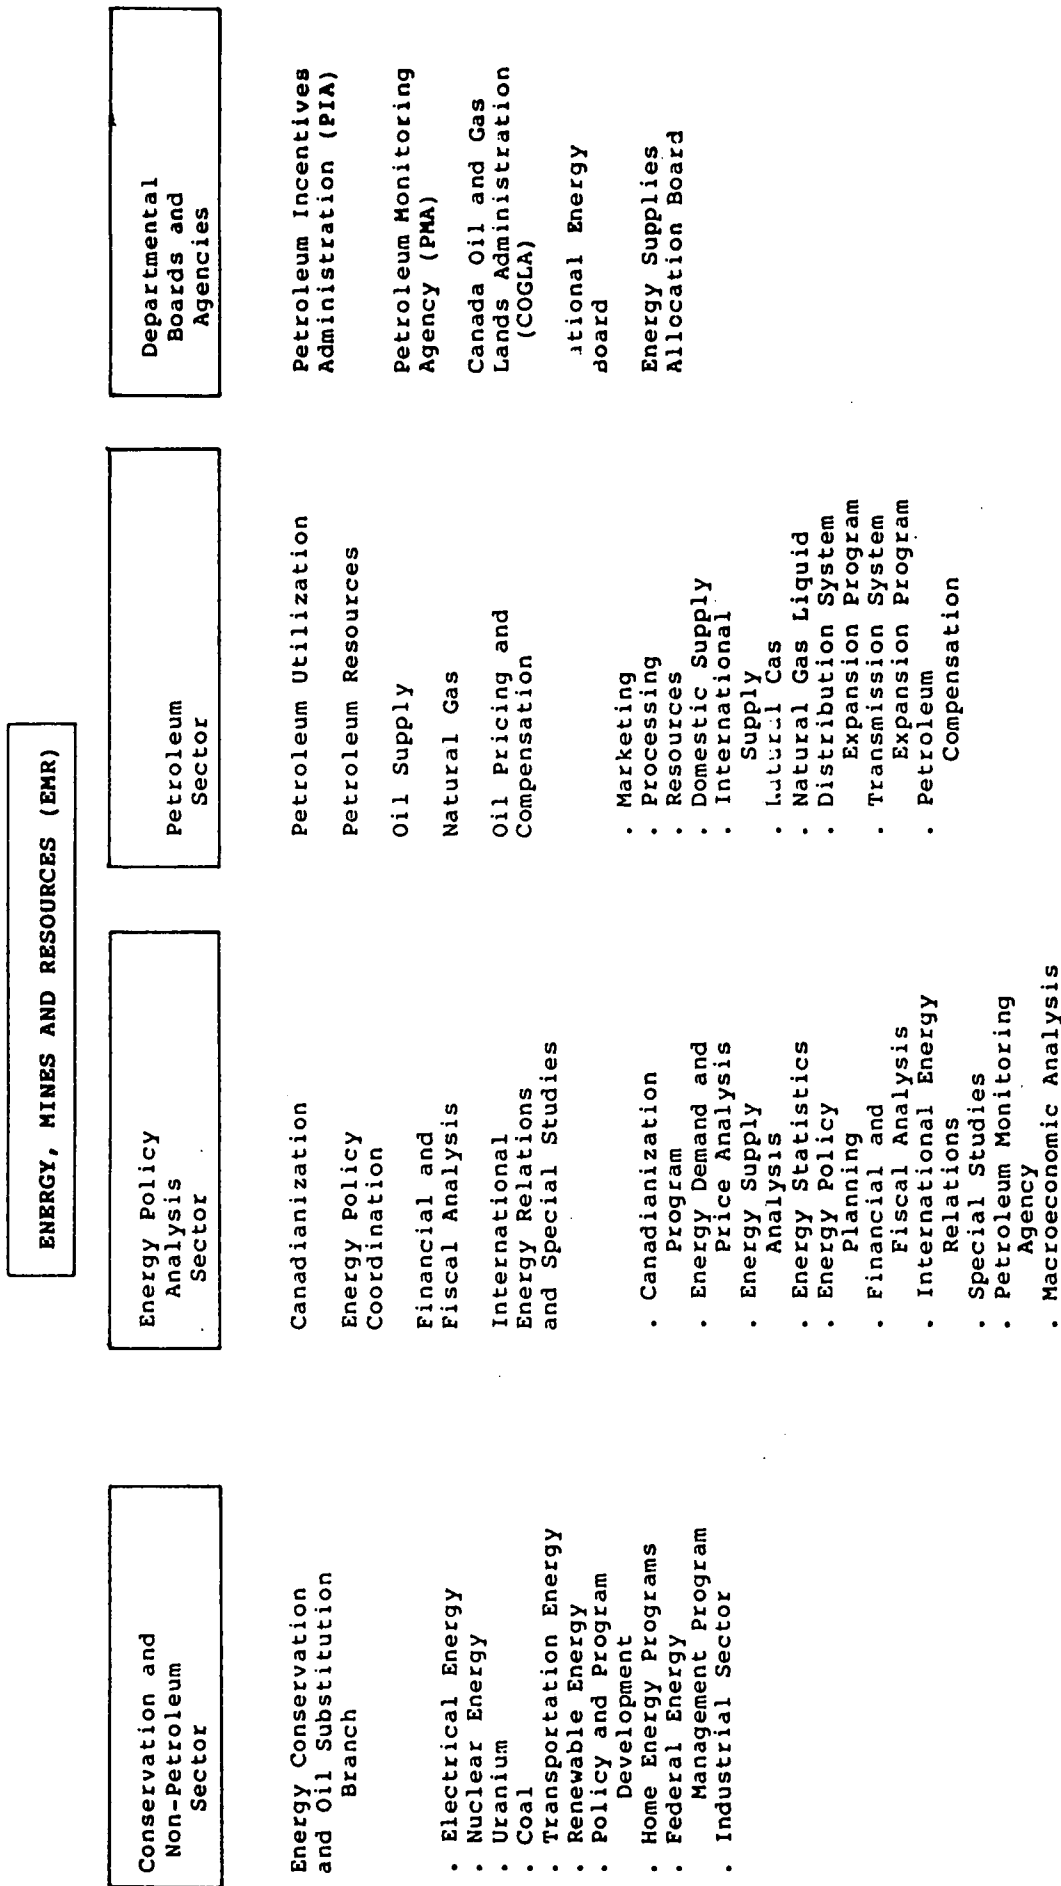 ENERGY, MINES AND RESOURCES (EMR)
Conservation and
Non-Petroleum
Sector
Energy Conservation
and Oil Substitution
Branch
. Electrical Energy
. Nuclear Energy
. Uranium
. Coal
. Transportation Energy
. Renewable Energy
. Policy and Program
Development
. Home Energy Programs
. Federal Energy
Management Program
. Industrial Sector
Energy Policy
Analysis
Sector
Canadianization
Energy Policy
Coordination
Financial and
Fiscal Analysis
International
Energy Relations
and Special Studies
. Canadianization
Program
. Energy Demand and
Price Analysis
. Energy Supply
Analysis
. Energy Statistics
. Energy Policy
Planning
. Financial and
Fiscal Analysis
. International Energy
Relations
. Special Studies
. Petroleum Monitoring
Agency
. Macroeconomic Analysis
Petroleum
Sector
Petroleum Utilization
Petroleum Resources
Oil Supply
Natural Gas
Oil Pricing and
Compensation
. Marketing
. Processing
. Resources
. Domestic Supply
. International
Supply
. Cas
. Natural Gas Liquid
. Distribution System
Expansion Program
. Transmission System
Expansion Program
. Petroleum
Compensation
Departmental
Boards and
Agencies
Petroleum Incentives
Administration (PIA)
Petroleum Monitoring
Agency (PMA)
Canada Oil and Gas
Lands Administration
(COGLA)
ational Energy
Board
Energy Supplies
Allocation Board